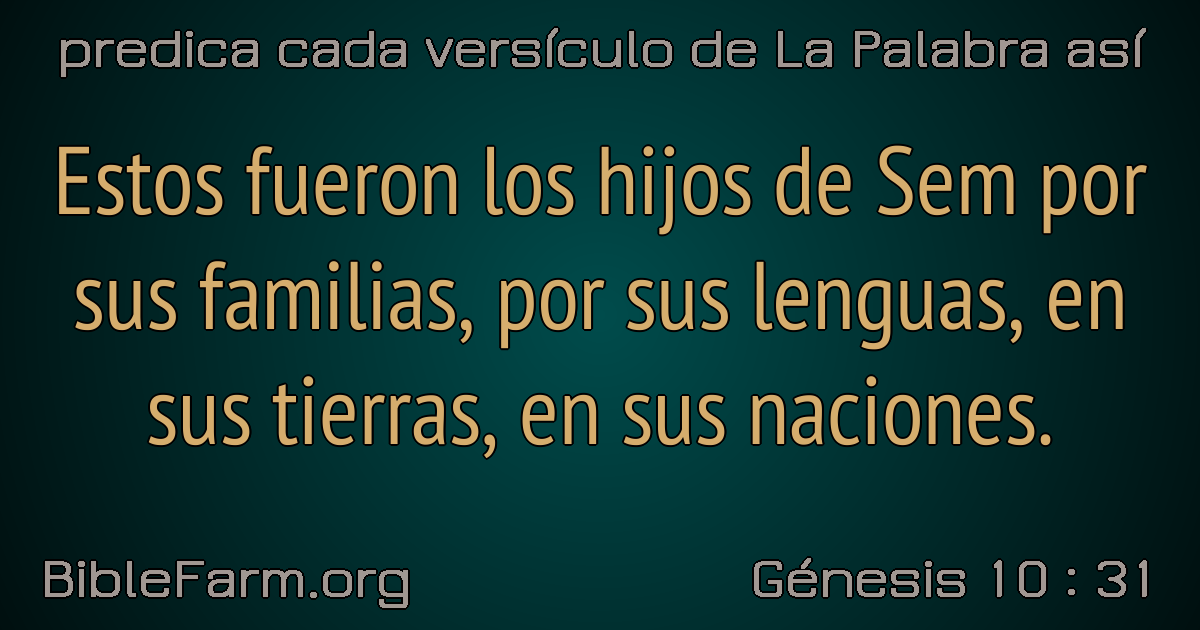 predica cada versículo de La Palabra así
Estos fueron los hijos de Sem por
sus familias, por sus lenguas, en
sus tierras, en sus naciones.
BibleFarm.org
Génesis 10 : 31